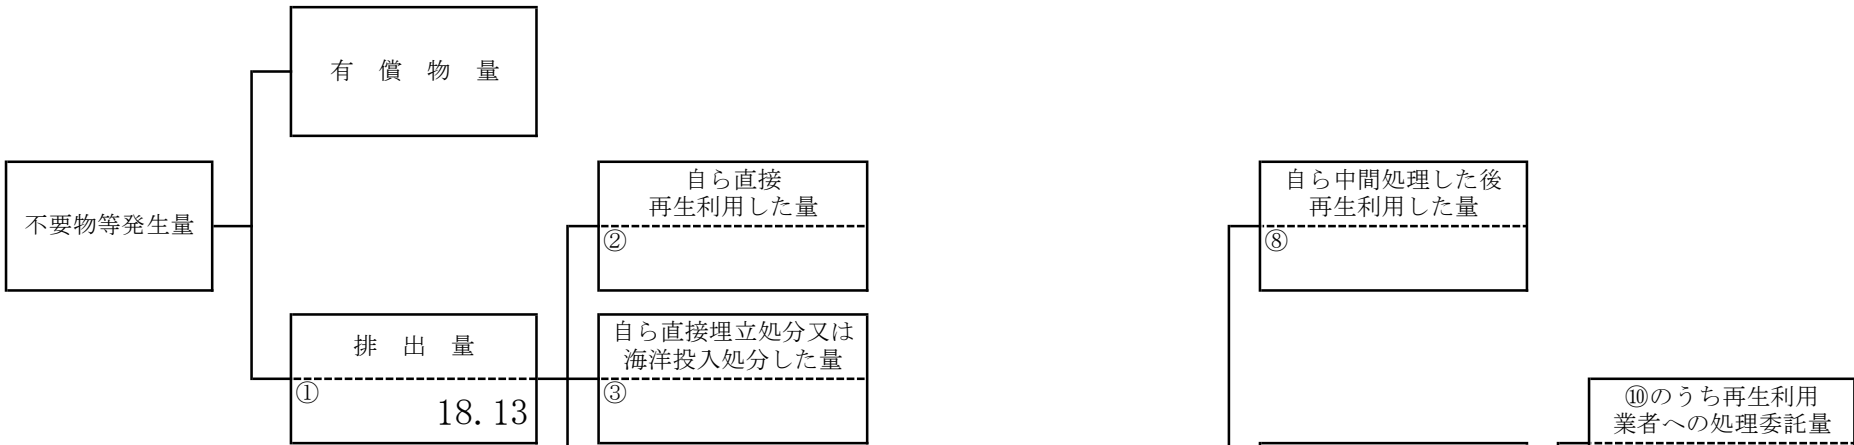 有償物量
不要物等発生量
自ら直接
再生利用した量
②
自ら中間処理した後
再生利用した量
⑧
排出量
①
18.13
自ら直接埋立処分又は
海洋投入処分した量
③
⑩のうち再生利用
業者への処理委託量